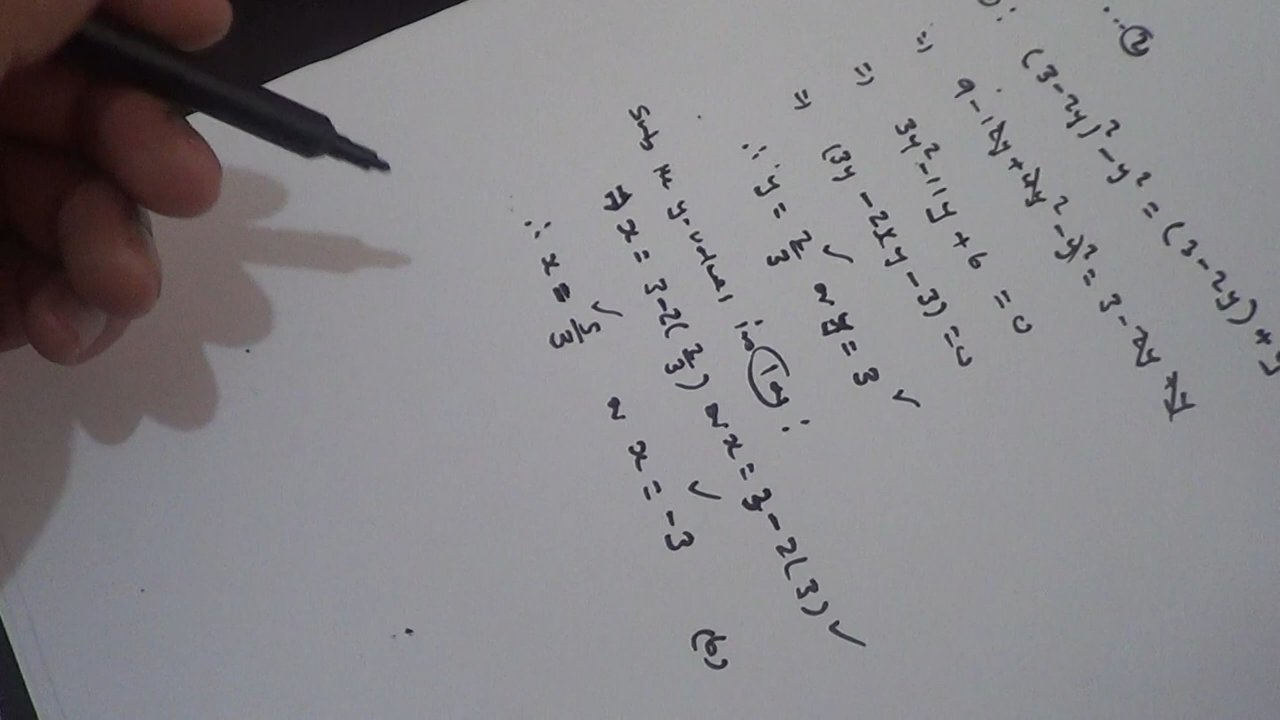 ... ②
: (3-2y)² - y² = (3-2y) + y
⇒ 9 - 12y + 4y² - y² = 3 - 2y + y
⇒ 3y² - 11y + 6 = 0
⇒ (3y - 2)(y - 3) = 0
∴ y = 2/3 ✓ or y = 3 ✓
Sub the y-values into 1(a) :
⇒ x = 3-2(2/3) or x = 3 - 2(3) ✓
∴ x = 5/3 ✓ or x = -3 ✓ (6)